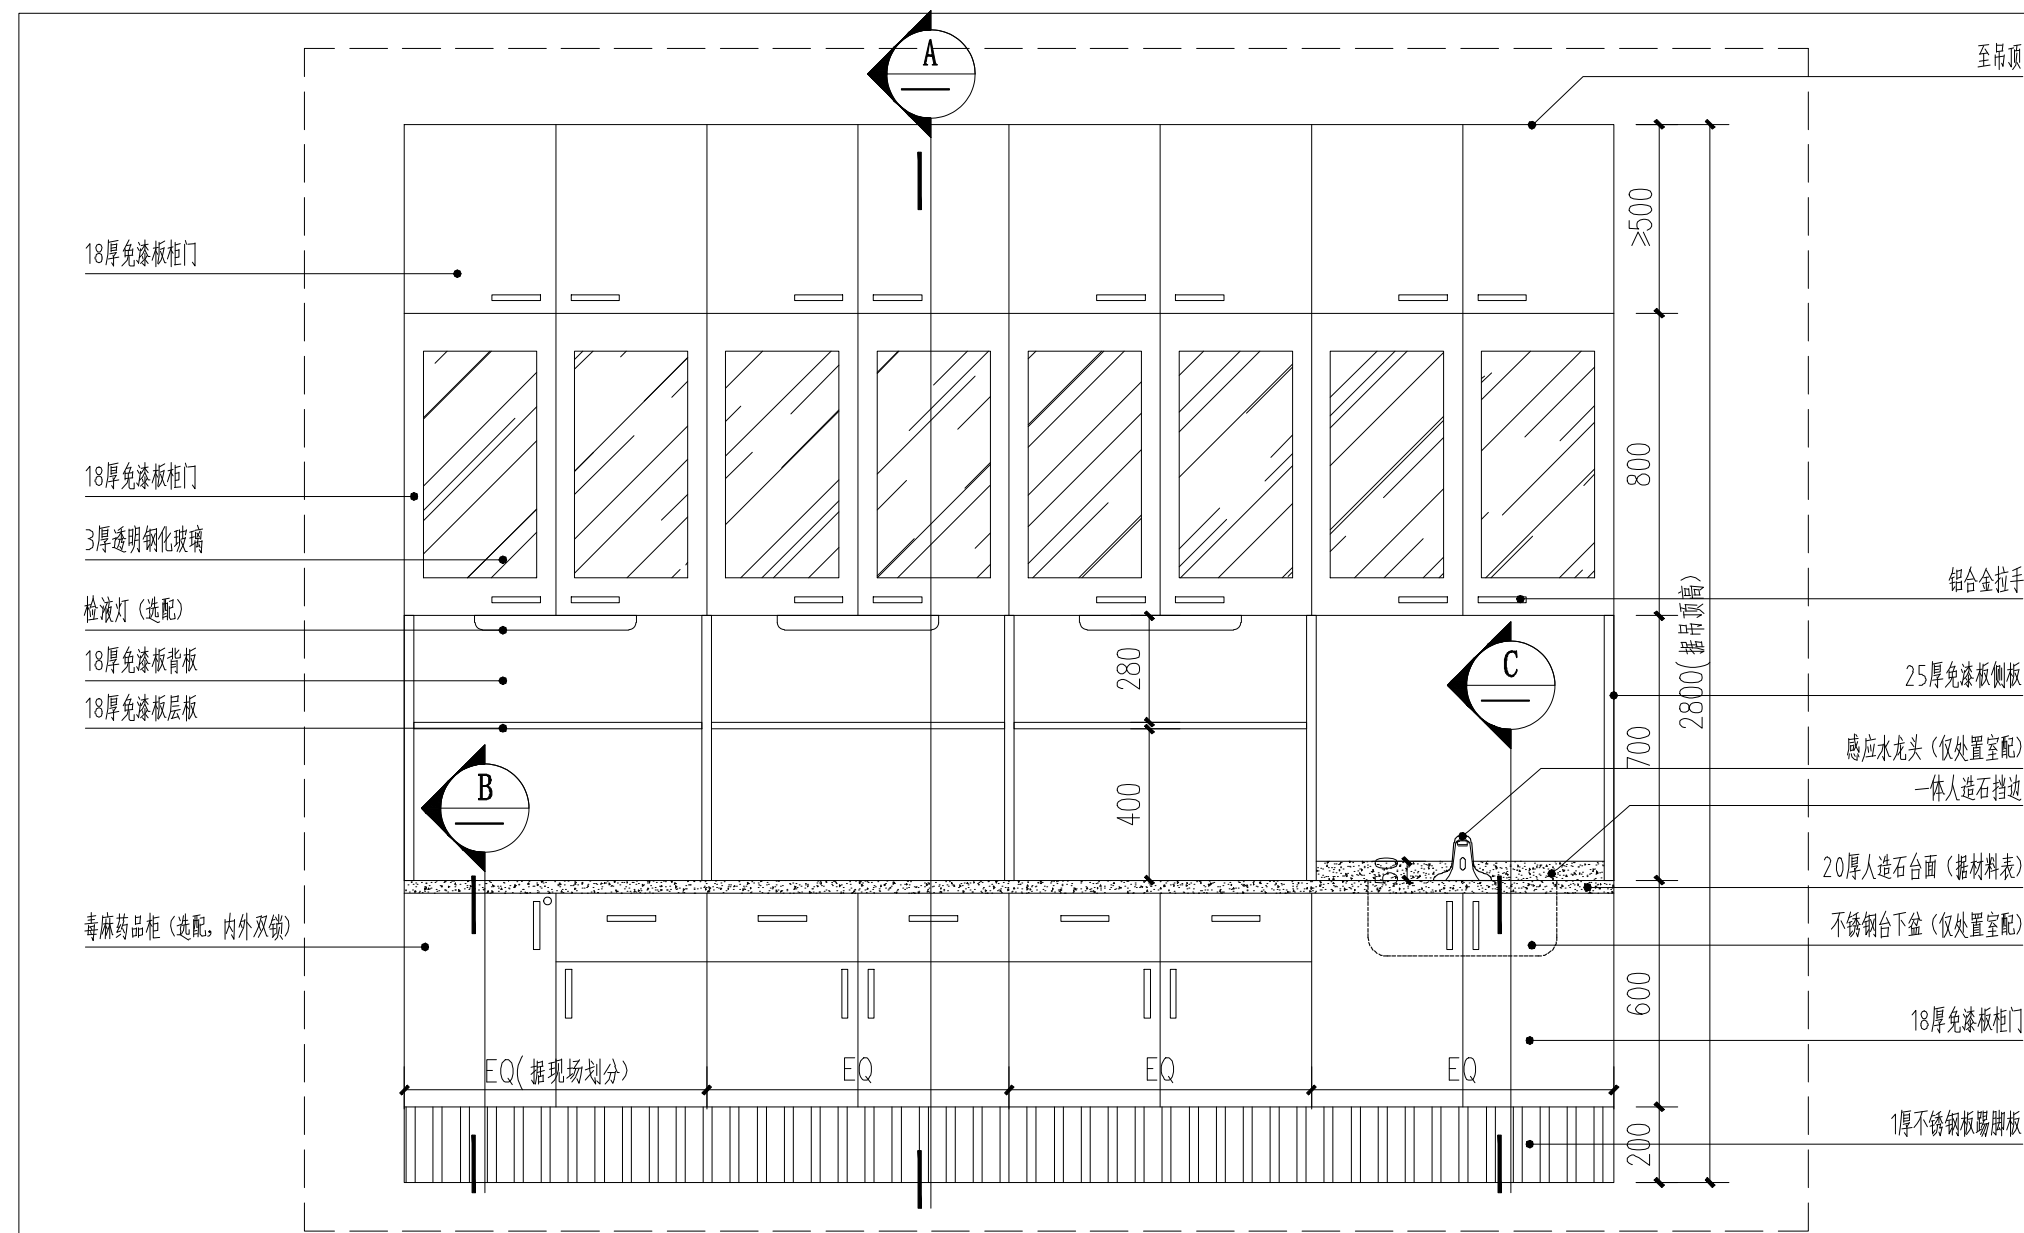 A
至吊顶
≥500
18厚免漆板柜门
800
18厚免漆板柜门
3厚透明钢化玻璃
检液灯（选配）
铝合金拉手
2800(据吊顶高)
18厚免漆板背板
280
C
25厚免漆板侧板
18厚免漆板层板
700
感应水龙头（仅处置室配）
B
一体人造石挡边
400
20厚人造石台面（据材料表）
毒麻药品柜（选配，内外双锁）
不锈钢台下盆（仅处置室配）
600
18厚免漆板柜门
EQ(据现场划分)
EQ
EQ
EQ
1厚不锈钢板踢脚板
200